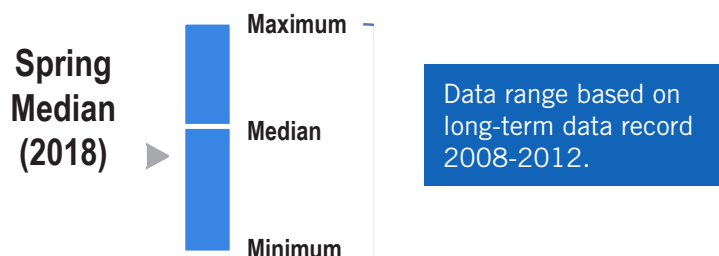 Spring
Median
(2018)
Maximum
Median
Minimum
Data range based on
long-term data record
2008-2012.